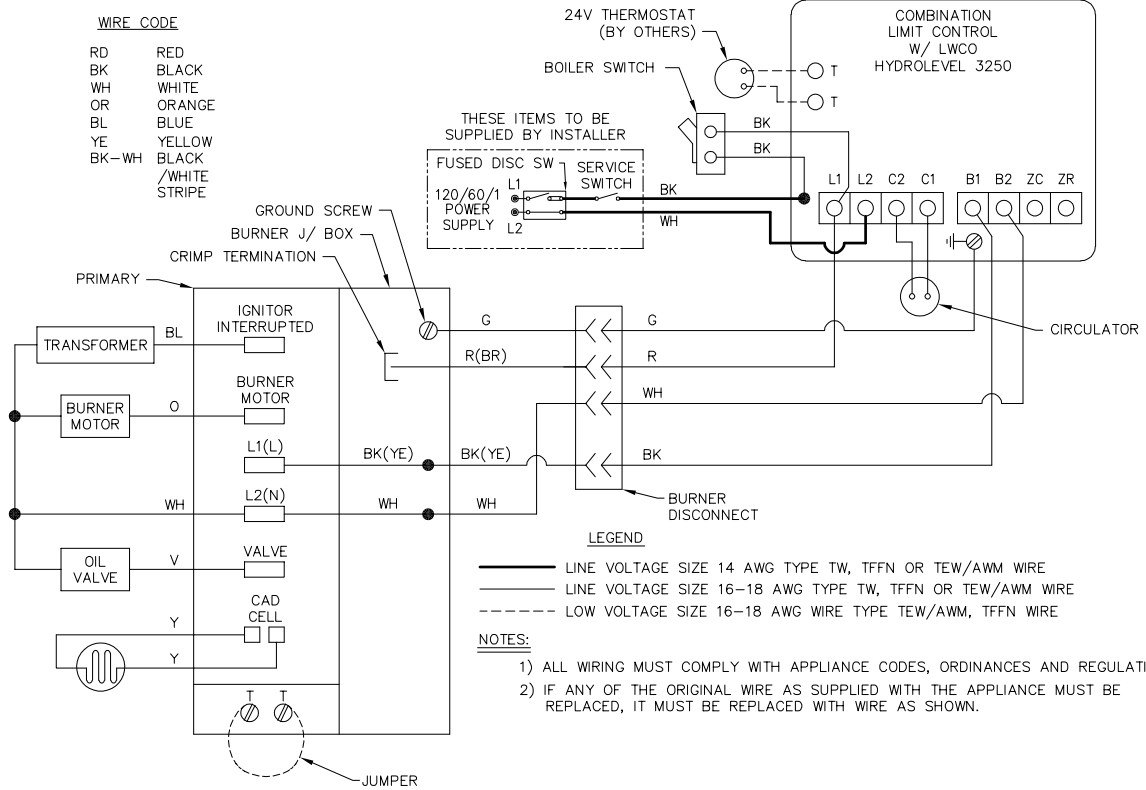 WIRE CODE
RD RED
BK BLACK
WH WHITE
OR ORANGE
BL BLUE
YE YELLOW
BK-WH BLACK
/WHITE
STRIPE
24V THERMOSTAT
(BY OTHERS)
BOILER SWITCH
COMBINATION
LIMIT CONTROL
W/ LWCO
HYDROLEVEL 3250
T
T
BK
BK
THESE ITEMS TO BE
SUPPLIED BY INSTALLER
FUSED DISC SW
SERVICE
SWITCH
L1
120/60/1
POWER
SUPPLY
L2
BK
WH
L1 L2 C2 C1 B1 B2 ZC ZR
GROUND SCREW
BURNER J/ BOX
CRIMP TERMINATION
PRIMARY
CIRCULATOR
IGNITOR
INTERRUPTED
TRANSFORMER
BL
G
G
R(BR)
R
BURNER
MOTOR
BURNER
MOTOR
O
WH
L1(L)
BK(YE)
BK(YE)
BK
L2(N)
WH
WH
WH
BURNER
DISCONNECT
OIL
VALVE
V
VALVE
CAD
CELL
Y
Y
T T
JUMPER
LEGEND
LINE VOLTAGE SIZE 14 AWG TYPE TW, TFFN OR TEW/AWM WIRE
LINE VOLTAGE SIZE 16-18 AWG TYPE TW, TFFN OR TEW/AWM WIRE
LOW VOLTAGE SIZE 16-18 AWG WIRE TYPE TEW/AWM, TFFN WIRE
NOTES:
1) ALL WIRING MUST COMPLY WITH APPLIANCE CODES, ORDINANCES AND REGULATI
2) IF ANY OF THE ORIGINAL WIRE AS SUPPLIED WITH THE APPLIANCE MUST BE
REPLACED, IT MUST BE REPLACED WITH WIRE AS SHOWN.